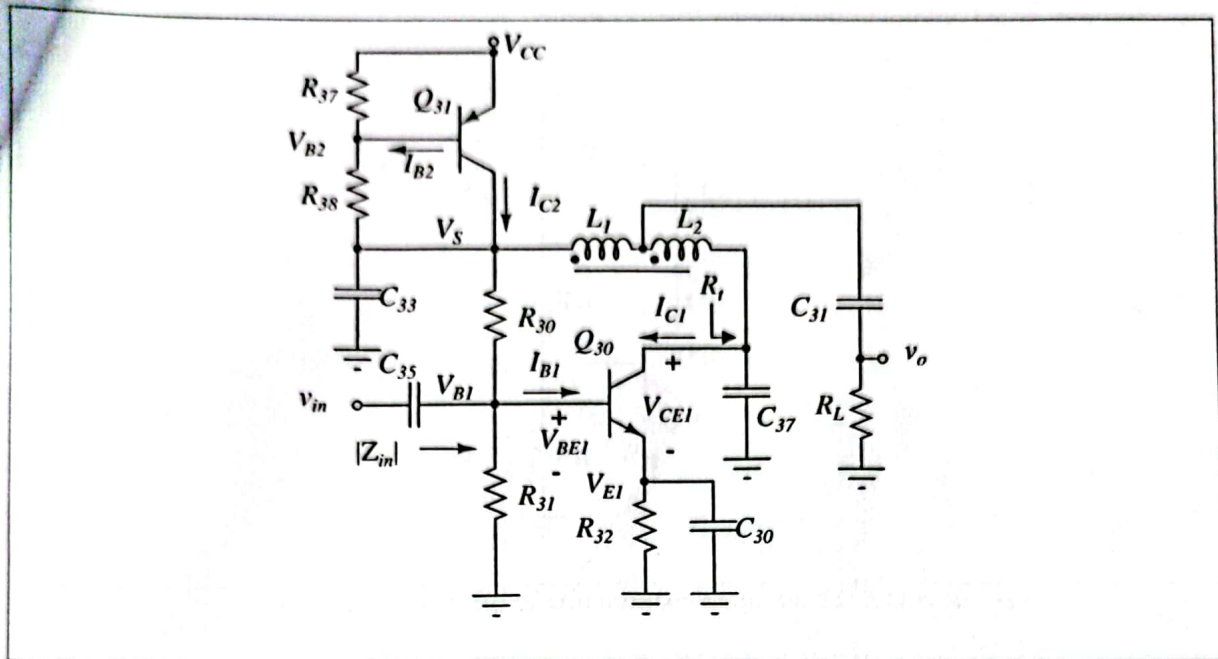 V_CC
R_37
Q_31
V_B2
I_B2
R_38
I_C2
V_S
L_1
L_2
C_33
R_30
R_t
I_C1
C_31
Q_30
C_35
V_B1
I_B1
+
v_o
v_in
+
V_CE1
C_37
R_L
V_BE1
|Z_in|
-
-
R_31
V_E1
R_32
C_30